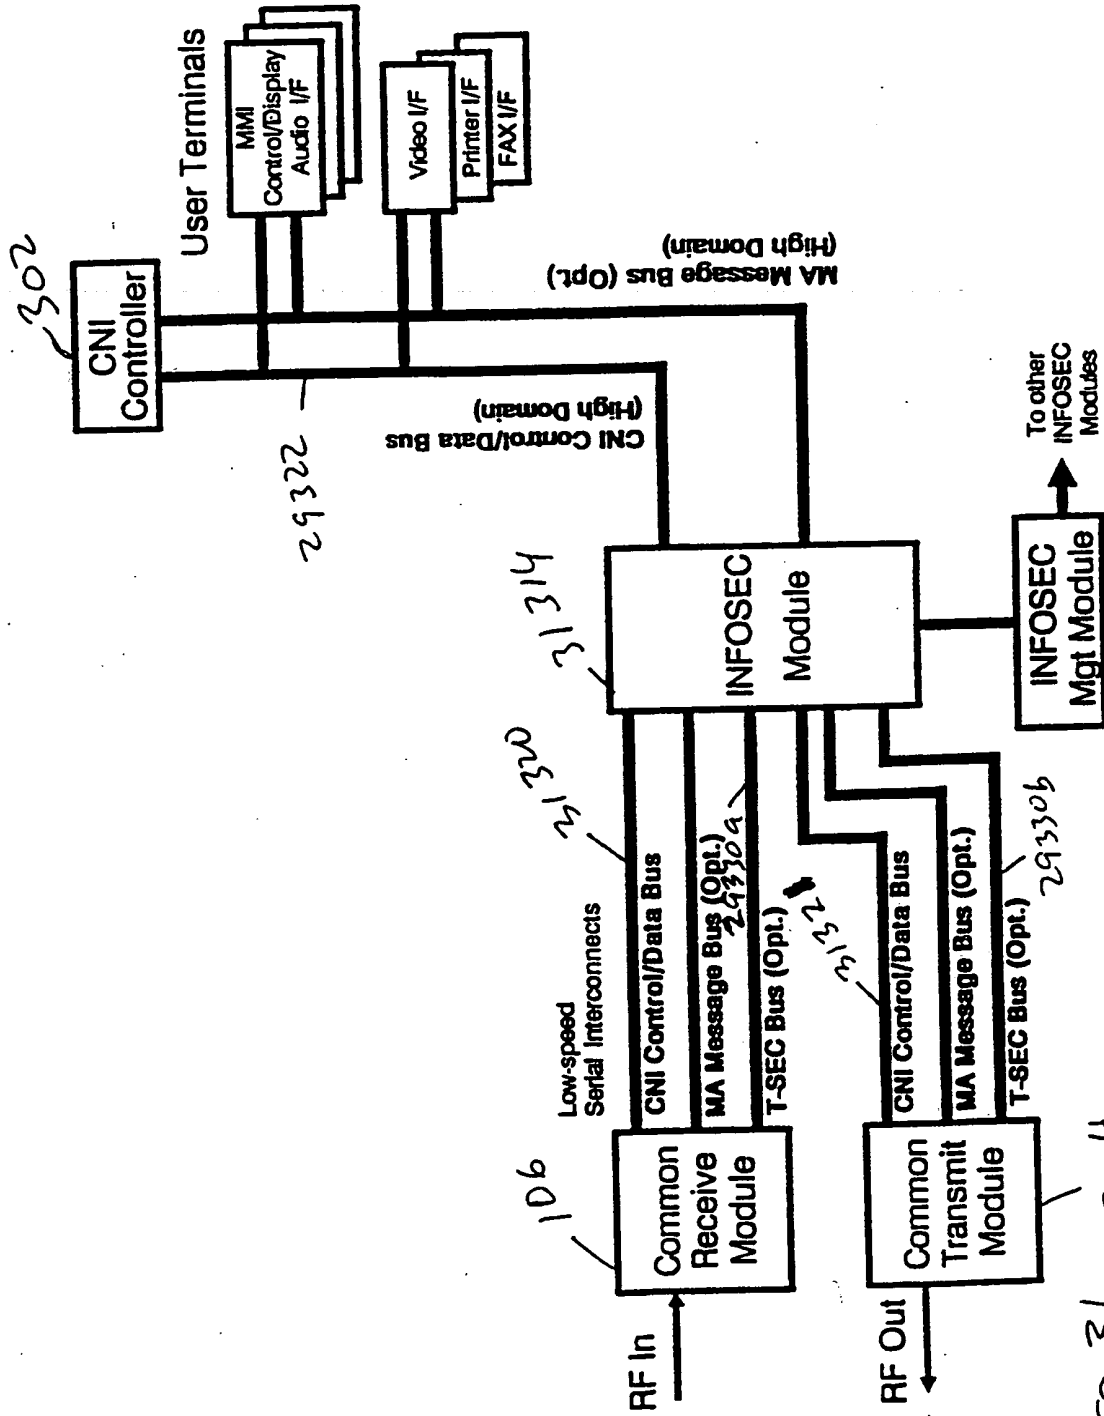 302
CNI
Controller
User Terminals
MMI
Control/Display
Audio I/F
Video I/F
Printer I/F
FAX I/F
29322
CNI Control/Data Bus
(High Domain)
MA Message Bus (Opt.)
(High Domain)
31314
INFOSEC
Module
INFOSEC
Mgt Module
To other
INFOSEC
Modules
31320
Low-speed
Serial Interconnects
CNI Control/Data Bus
MA Message Bus (Opt.)
29330a
T-SEC Bus (Opt.)
3132
CNI Control/Data Bus
MA Message Bus (Opt.)
T-SEC Bus (Opt.)
29330b
106
Common
Receive
Module
RF In
Common
Transmit
Module
RF Out